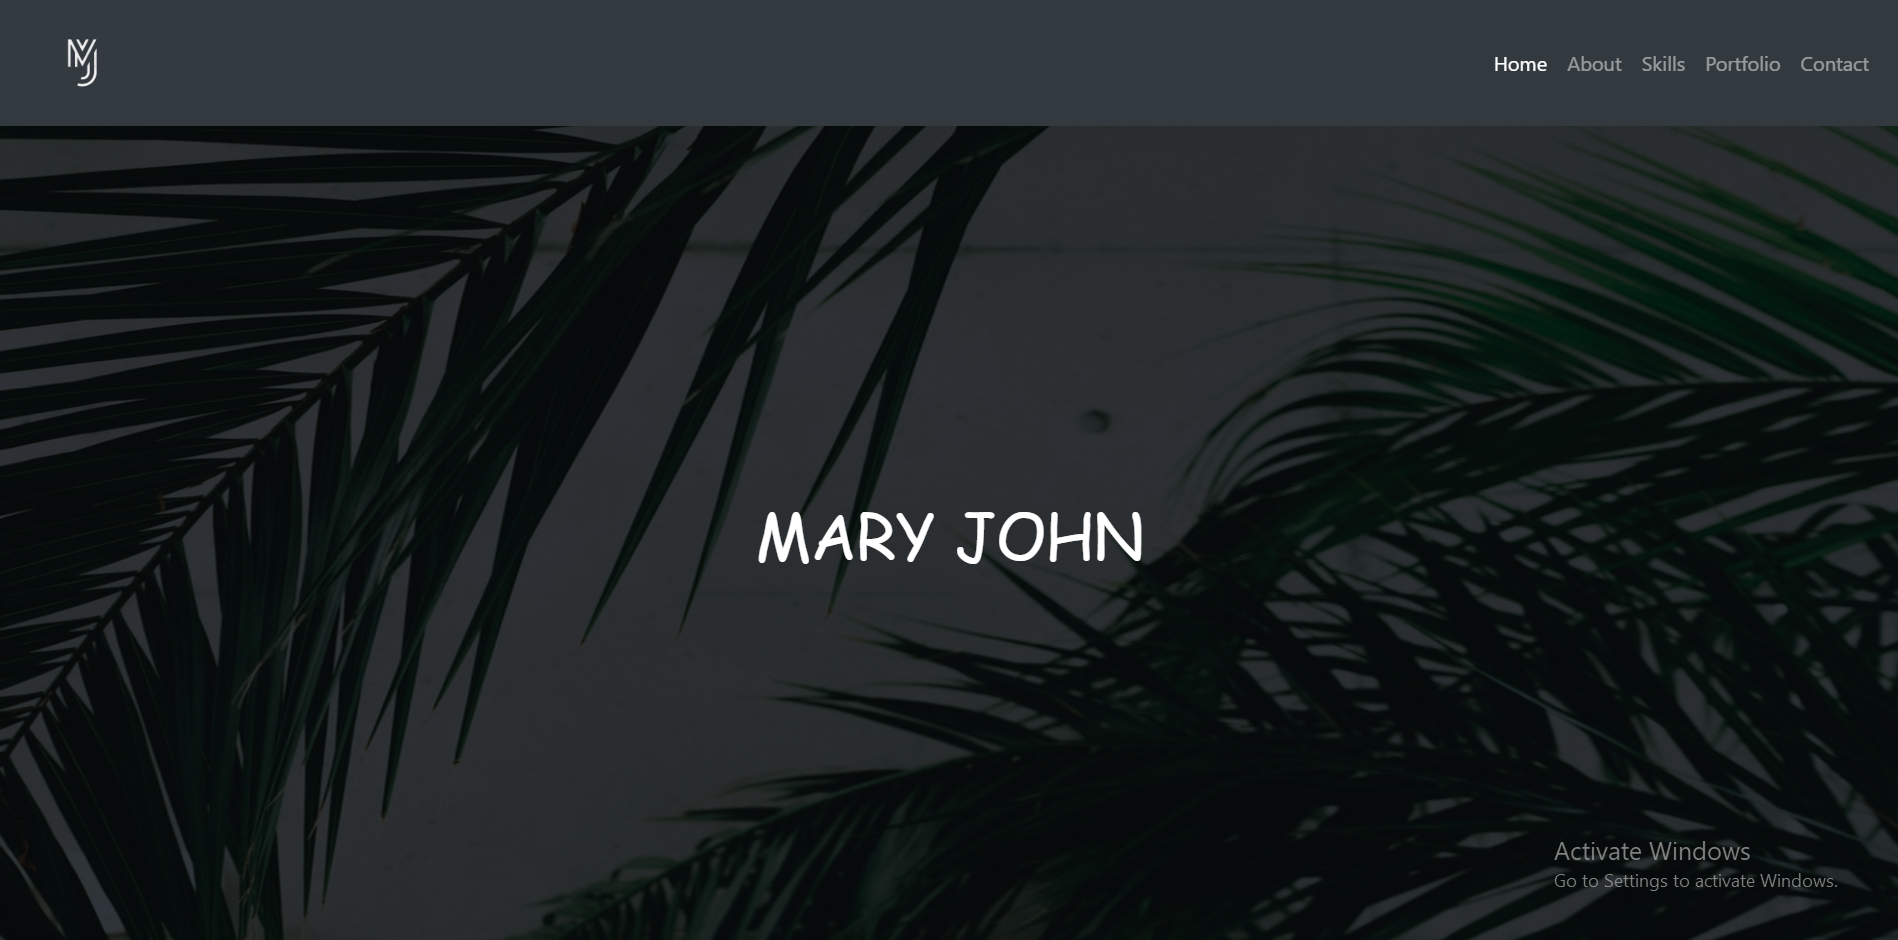 MJ
Home About Skills Portfolio Contact
MARY JOHN
Activate Windows
Go to Settings to activate Windows.